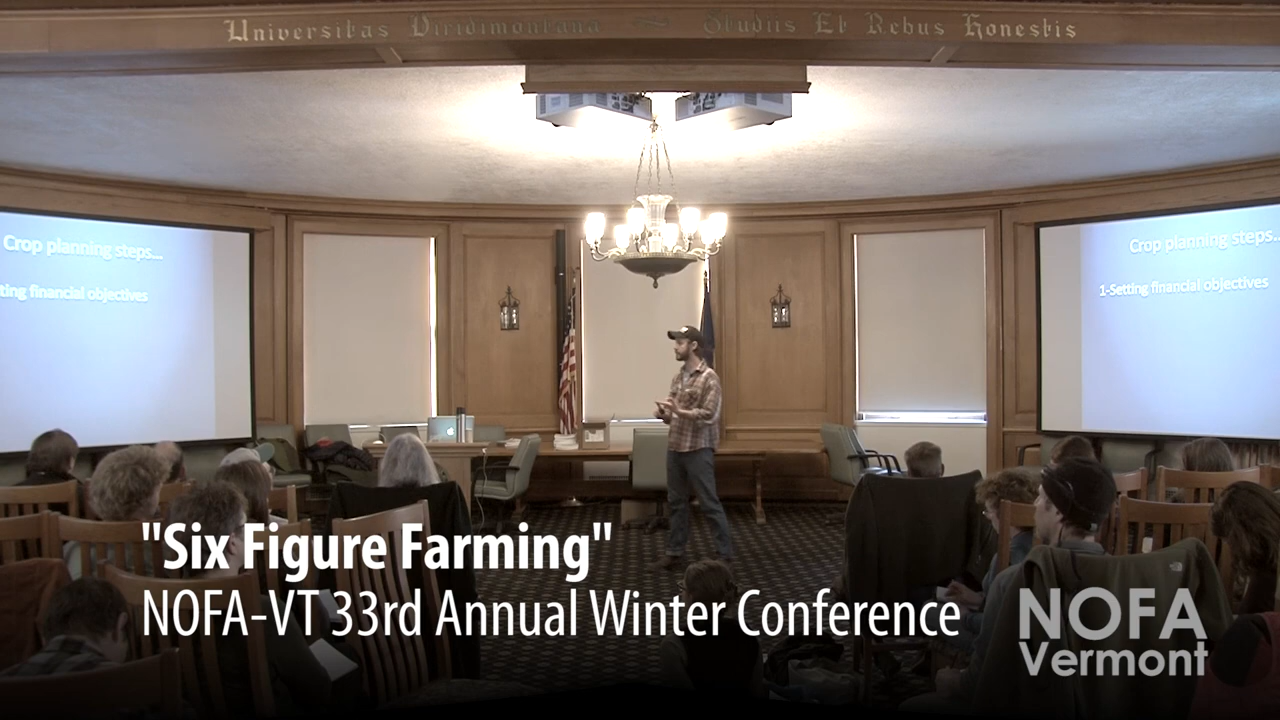 Universitas Viridimontana ~ Studiis Et Rebus Honestis
Crop planning steps...
ting financial objectives
Crop planning steps...
1-Setting financial objectives
"Six Figure Farming"
NOFA-VT 33rd Annual Winter Conference
NOFA
Vermont